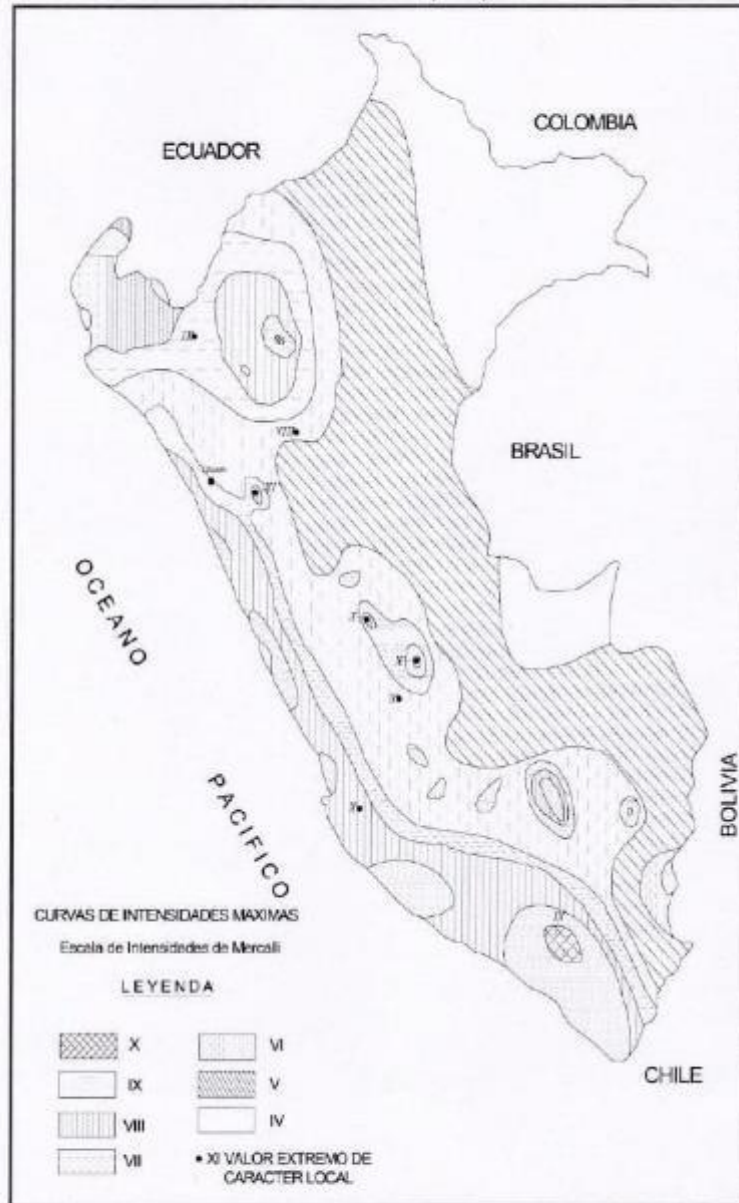 COLOMBIA
ECUADOR
BRASIL
OCEANO
PACIFICO
BOLIVIA
CHILE
VIII
X
CURVAS DE INTENSIDADES MAXIMAS
Escala de Intensidades de Mercalli
LEYENDA
X
IX
VIII
VII
VI
V
IV
• XI VALOR EXTREMO DE
CARACTER LOCAL